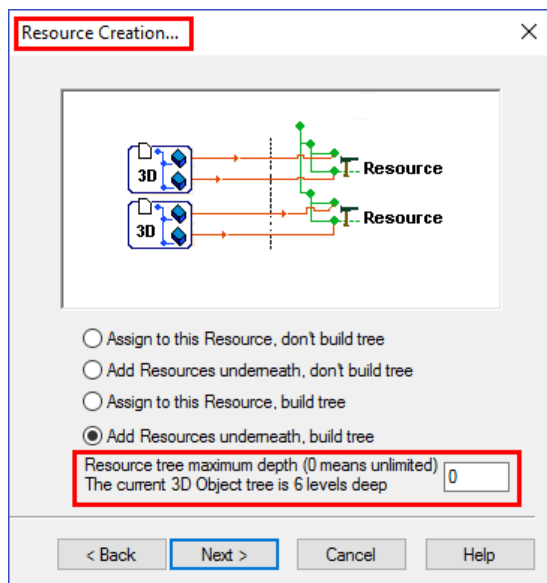 Resource Creation...
3D
Resource
3D
Resource
Assign to this Resource, don't build tree
Add Resources underneath, don't build tree
Assign to this Resource, build tree
Add Resources underneath, build tree
Resource tree maximum depth (0 means unlimited)
The current 3D Object tree is 6 levels deep
0
< Back
Next >
Cancel
Help